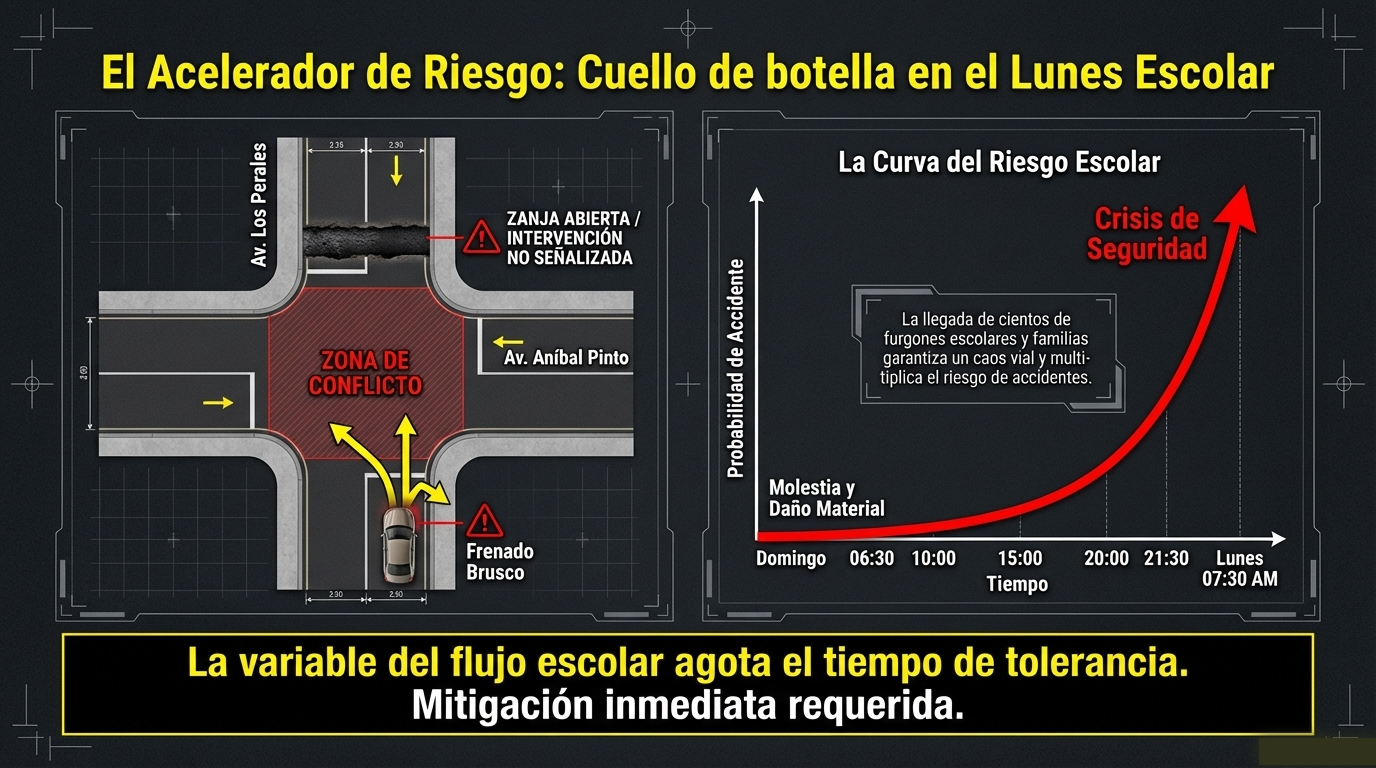 El Acelerador de Riesgo: Cuello de botella en el Lunes Escolar
Av. Los Perales
2.35
2.90
ZANJA ABIERTA /
INTERVENCIÓN
NO SEÑALIZADA
ZONA DE
CONFLICTO
Av. Aníbal Pinto
Frenado
Brusco
2.90
2.90
La Curva del Riesgo Escolar
Crisis de
Seguridad
Probabilidad de Accidente
La llegada de cientos de
furgones escolares y familias
garantiza un caos vial y multi-
tiplica el riesgo de accidentes.
Molestia y
Daño Material
Domingo 06:30 10:00 15:00 20:00 21:30 Lunes
07:30 AM
Tiempo
La variable del flujo escolar agota el tiempo de tolerancia.
Mitigación inmediata requerida.